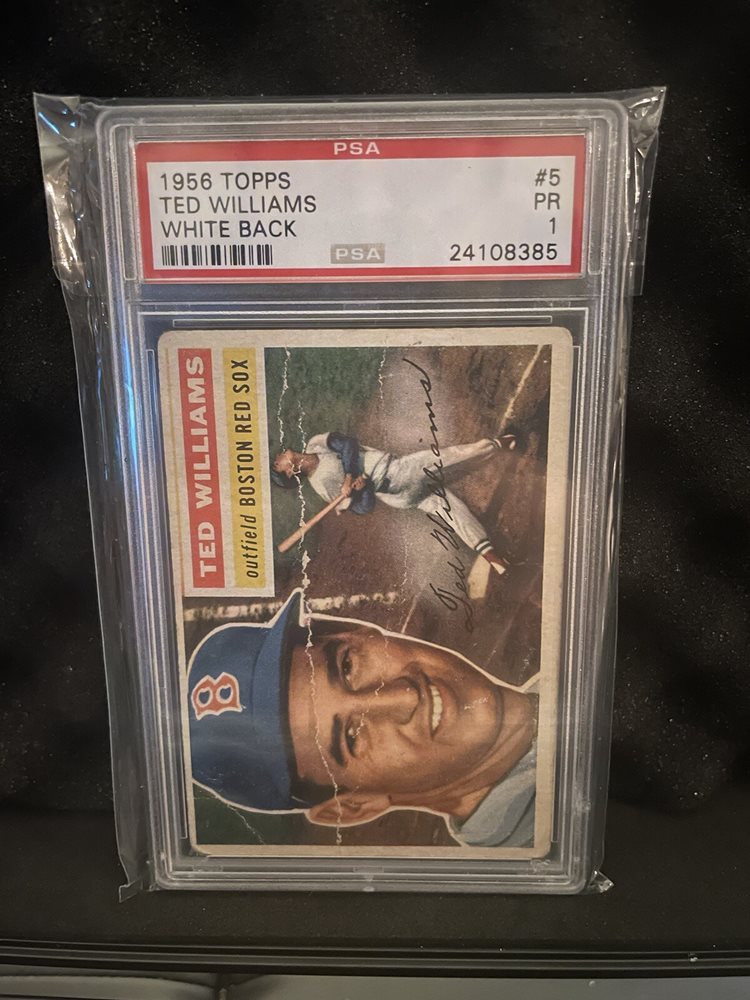 PSA
1956 TOPPS #5
TED WILLIAMS PR
WHITE BACK 1
PSA 24108385
TED WILLIAMS
outfield BOSTON RED SOX
Ted Williams
B